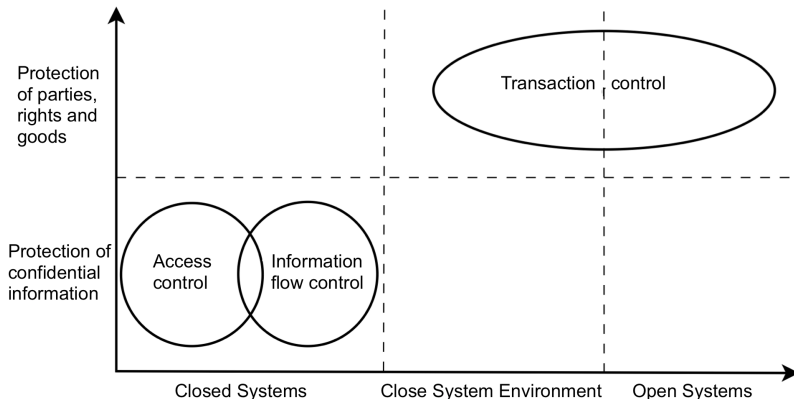 Protection
of parties,
rights and
goods
Transaction control
Protection of
confidential
information
Access
control
Information
flow control
Closed Systems
Close System Environment
Open Systems